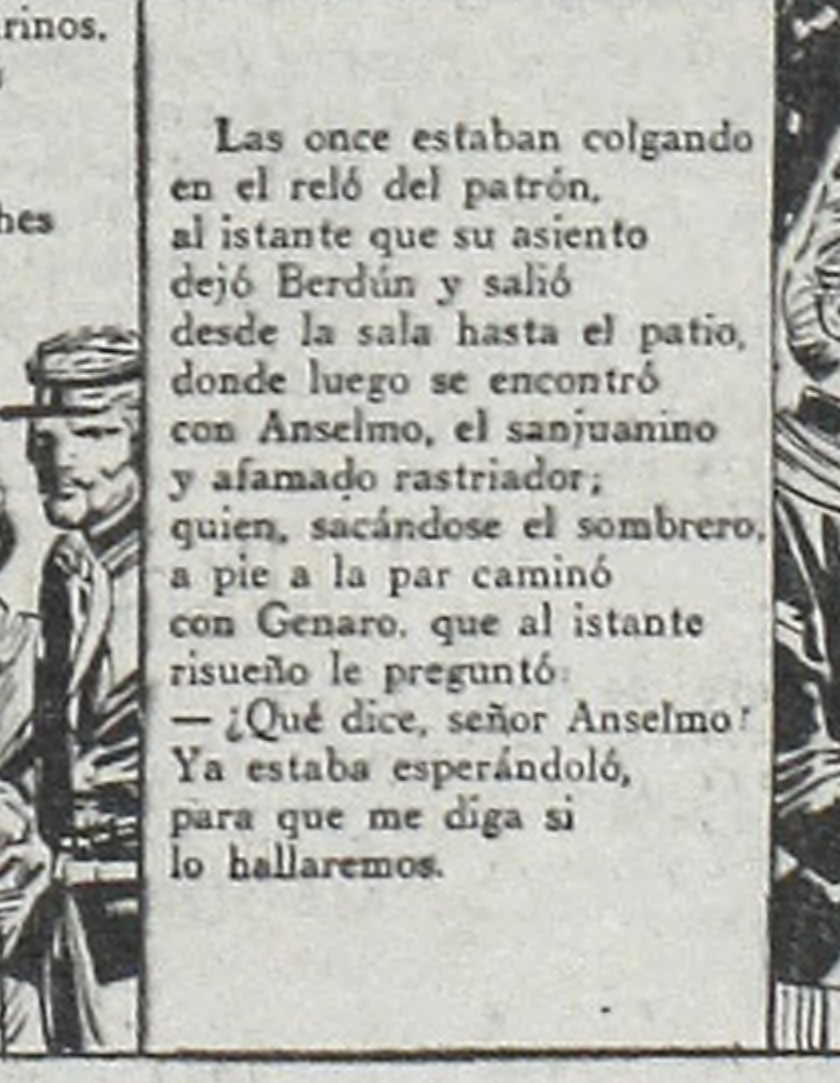 rinos.
hes
Las once estaban colgando
en el reló del patrón,
al istante que su asiento
dejó Berdún y salió
desde la sala hasta el patio,
donde luego se encontró
con Anselmo, el sanjuanino
y afamado rastriador;
quien, sacándose el sombrero,
a pie a la par caminó
con Genaro, que al istante
risueño le preguntó:
— ¿Qué dice, señor Anselmo?
Ya estaba esperándoló,
para que me diga si
lo hallaremos.